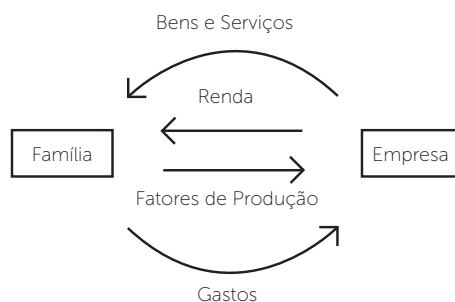 Bens e Serviços
Renda
Família
Empresa
Fatores de Produção
Gastos